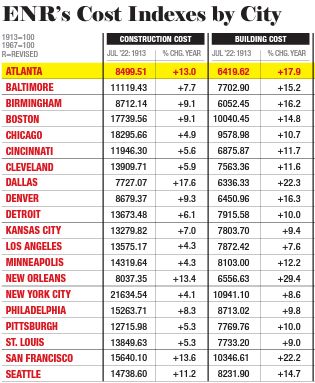 ENR's Cost Indexes by City
1913=100
1967=100
R=REVISED
CONSTRUCTION COST BUILDING COST
JUL '22:1913 % CHG. YEAR JUL '22:1913 % CHG. YEAR
ATLANTA 8499.51 +13.0 6419.62 +17.9
BALTIMORE 11119.43 +7.7 7702.90 +15.2
BIRMINGHAM 8712.14 +9.1 6052.45 +16.2
BOSTON 17739.56 +9.1 10040.45 +14.8
CHICAGO 18295.66 +4.9 9578.98 +10.7
CINCINNATI 11946.30 +5.6 6875.87 +11.7
CLEVELAND 13909.71 +5.9 7563.36 +11.6
DALLAS 7727.07 +17.6 6336.33 +22.3
DENVER 8679.37 +9.3 6450.96 +16.3
DETROIT 13673.48 +6.1 7915.58 +10.0
KANSAS CITY 13279.82 +7.0 7803.70 +9.4
LOS ANGELES 13575.17 +4.3 7872.42 +7.6
MINNEAPOLIS 14319.64 +4.3 8103.00 +12.2
NEW ORLEANS 8037.35 +13.4 6556.63 +29.4
NEW YORK CITY 21634.54 +4.1 10941.10 +8.6
PHILADELPHIA 15263.71 +8.3 8713.02 +9.8
PITTSBURGH 12715.98 +5.3 7769.76 +10.0
ST. LOUIS 13849.63 +5.3 7733.20 +9.0
SAN FRANCISCO 15640.10 +13.6 10346.61 +22.2
SEATTLE 14738.60 +11.2 8231.90 +14.7